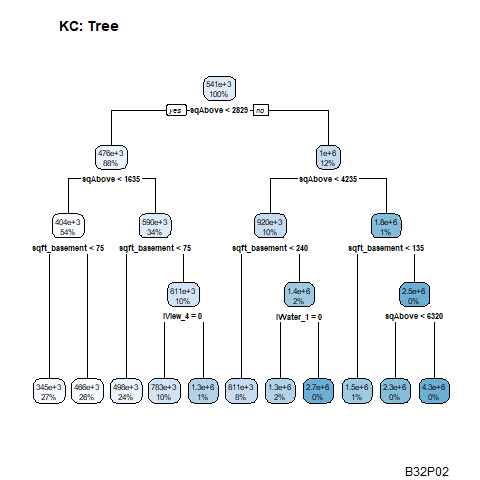 KC: Tree
541e+3
100%
yes sqAbove < 2829 no
476e+3
88%
1e+6
12%
sqAbove < 1635
sqAbove < 4235
404e+3
54%
590e+3
34%
920e+3
10%
1.8e+6
1%
sqft_basement < 75
sqft_basement < 75
sqft_basement < 240
sqft_basement < 135
811e+3
10%
1.4e+6
2%
2.5e+6
0%
IView_4 = 0
IWater_1 = 0
sqAbove < 6320
345e+3
27%
466e+3
26%
498e+3
24%
783e+3
10%
1.3e+6
1%
811e+3
8%
1.3e+6
2%
2.7e+6
0%
1.5e+6
1%
2.3e+6
0%
4.3e+6
0%
B32P02